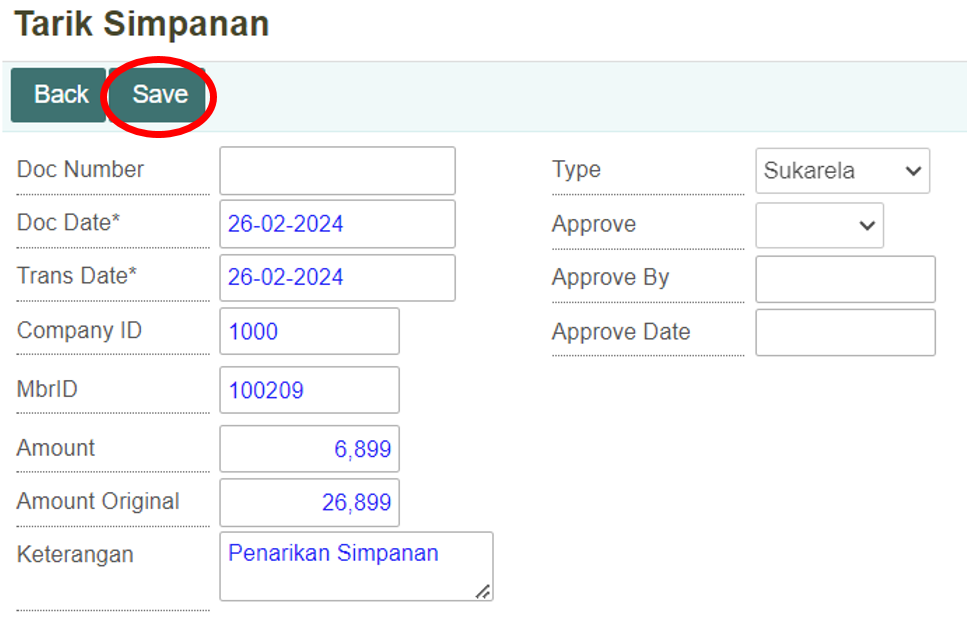 Tarik Simpanan
Back Save
Doc Number
Type Sukarela
Doc Date* 26-02-2024
Approve
Trans Date* 26-02-2024
Approve By
Company ID 1000
Approve Date
MbrID 100209
Amount 6,899
Amount Original 26,899
Keterangan Penarikan Simpanan